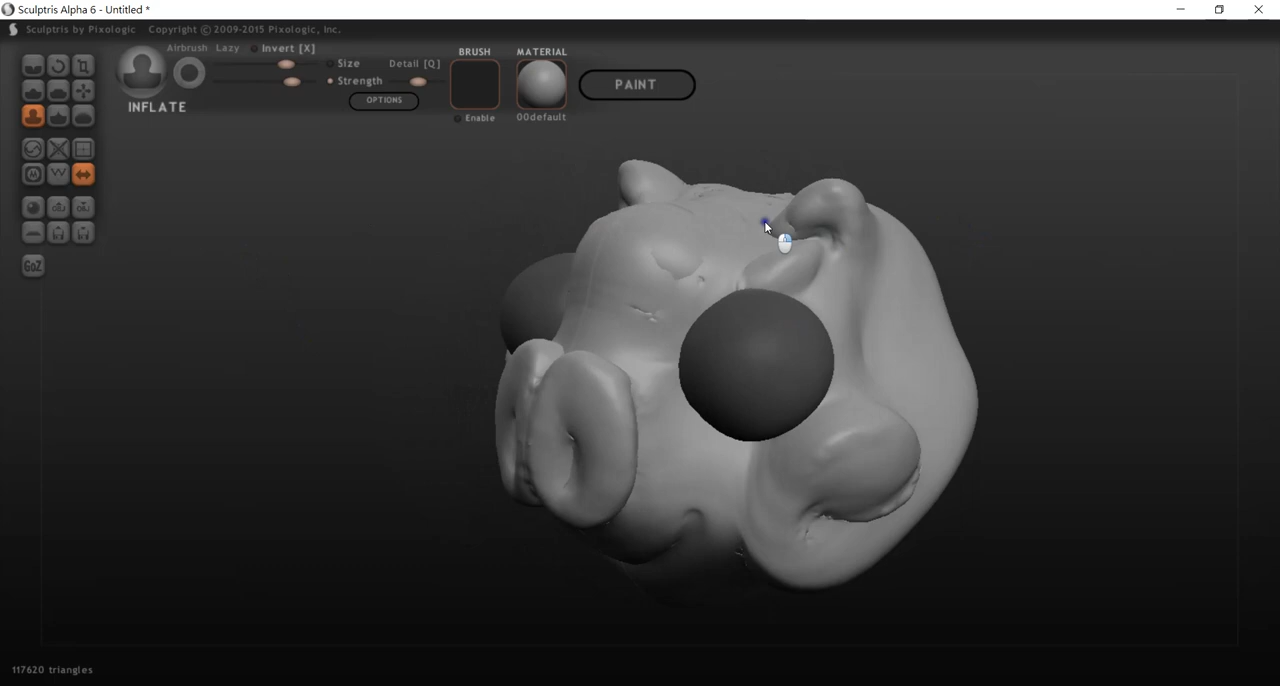 Sculptris Alpha 6 - Untitled *
Sculptris by Pixologic Copyright © 2009-2015 Pixologic, Inc.
Airbrush Lazy Invert [X]
Size Detail [Q]
Strength
OPTIONS
INFLATE
BRUSH
Enable
MATERIAL
00default
PAINT
GoZ
117620 triangles